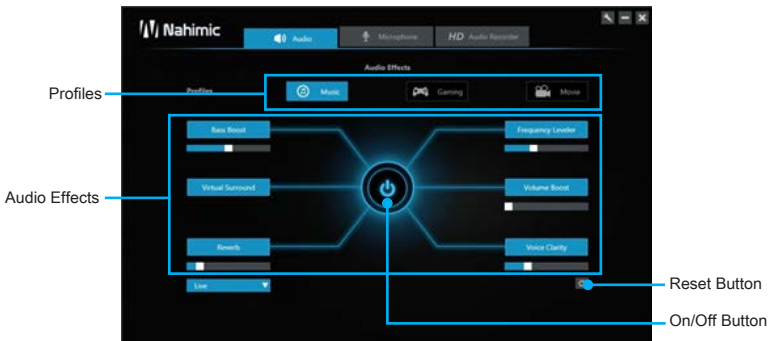 Nahimic
Audio
Microphone
HD Audio Recorder
Audio Effects
Profiles
Profiles
Music
Gaming
Movie
Bass Boost
Frequency Leveler
Audio Effects
Virtual Surround
Volume Boost
Reverb
Voice Clarity
Live
Reset Button
On/Off Button